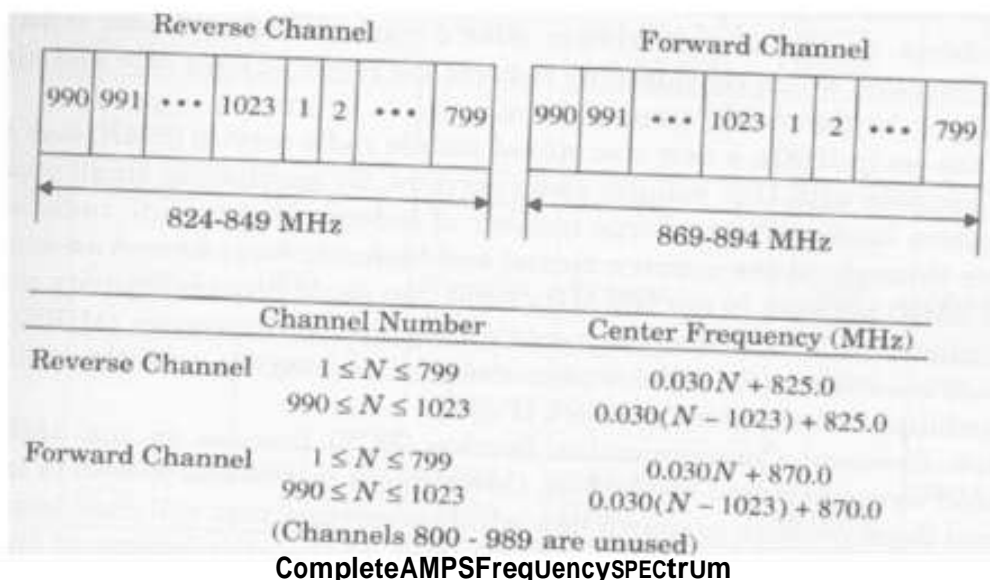 Reverse Channel
Forward Channel
990 991 ••• 1023 1 2 ••• 799
990 991 ••• 1023 1 2 ••• 799
824-849 MHz
869-894 MHz
Channel Number Center Frequency (MHz)
Reverse Channel 1 ≤ N ≤ 799 0.030N + 825.0
990 ≤ N ≤ 1023 0.030(N − 1023) + 825.0
Forward Channel 1 ≤ N ≤ 799 0.030N + 870.0
990 ≤ N ≤ 1023 0.030(N − 1023) + 870.0
(Channels 800 - 989 are unused)
CompleteAMPSFreqUencySPECtrUm